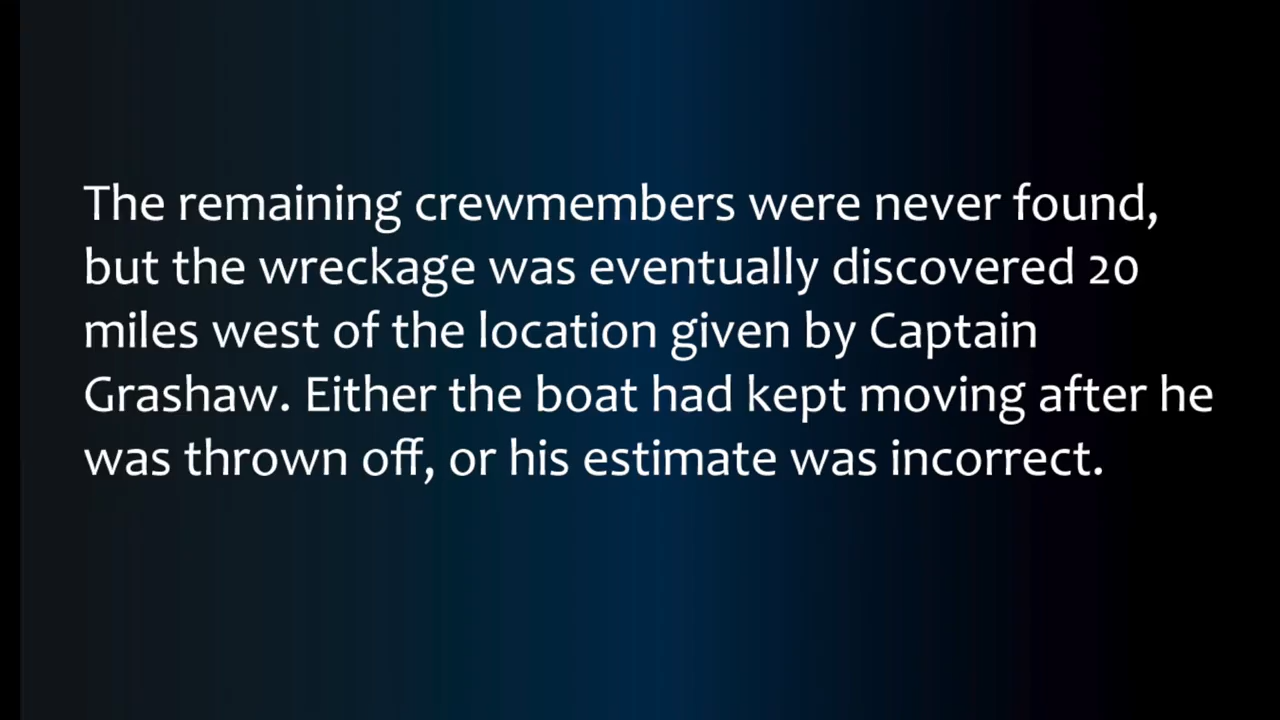 The remaining crewmembers were never found,
but the wreckage was eventually discovered 20
miles west of the location given by Captain
Grashaw. Either the boat had kept moving after he
was thrown off, or his estimate was incorrect.